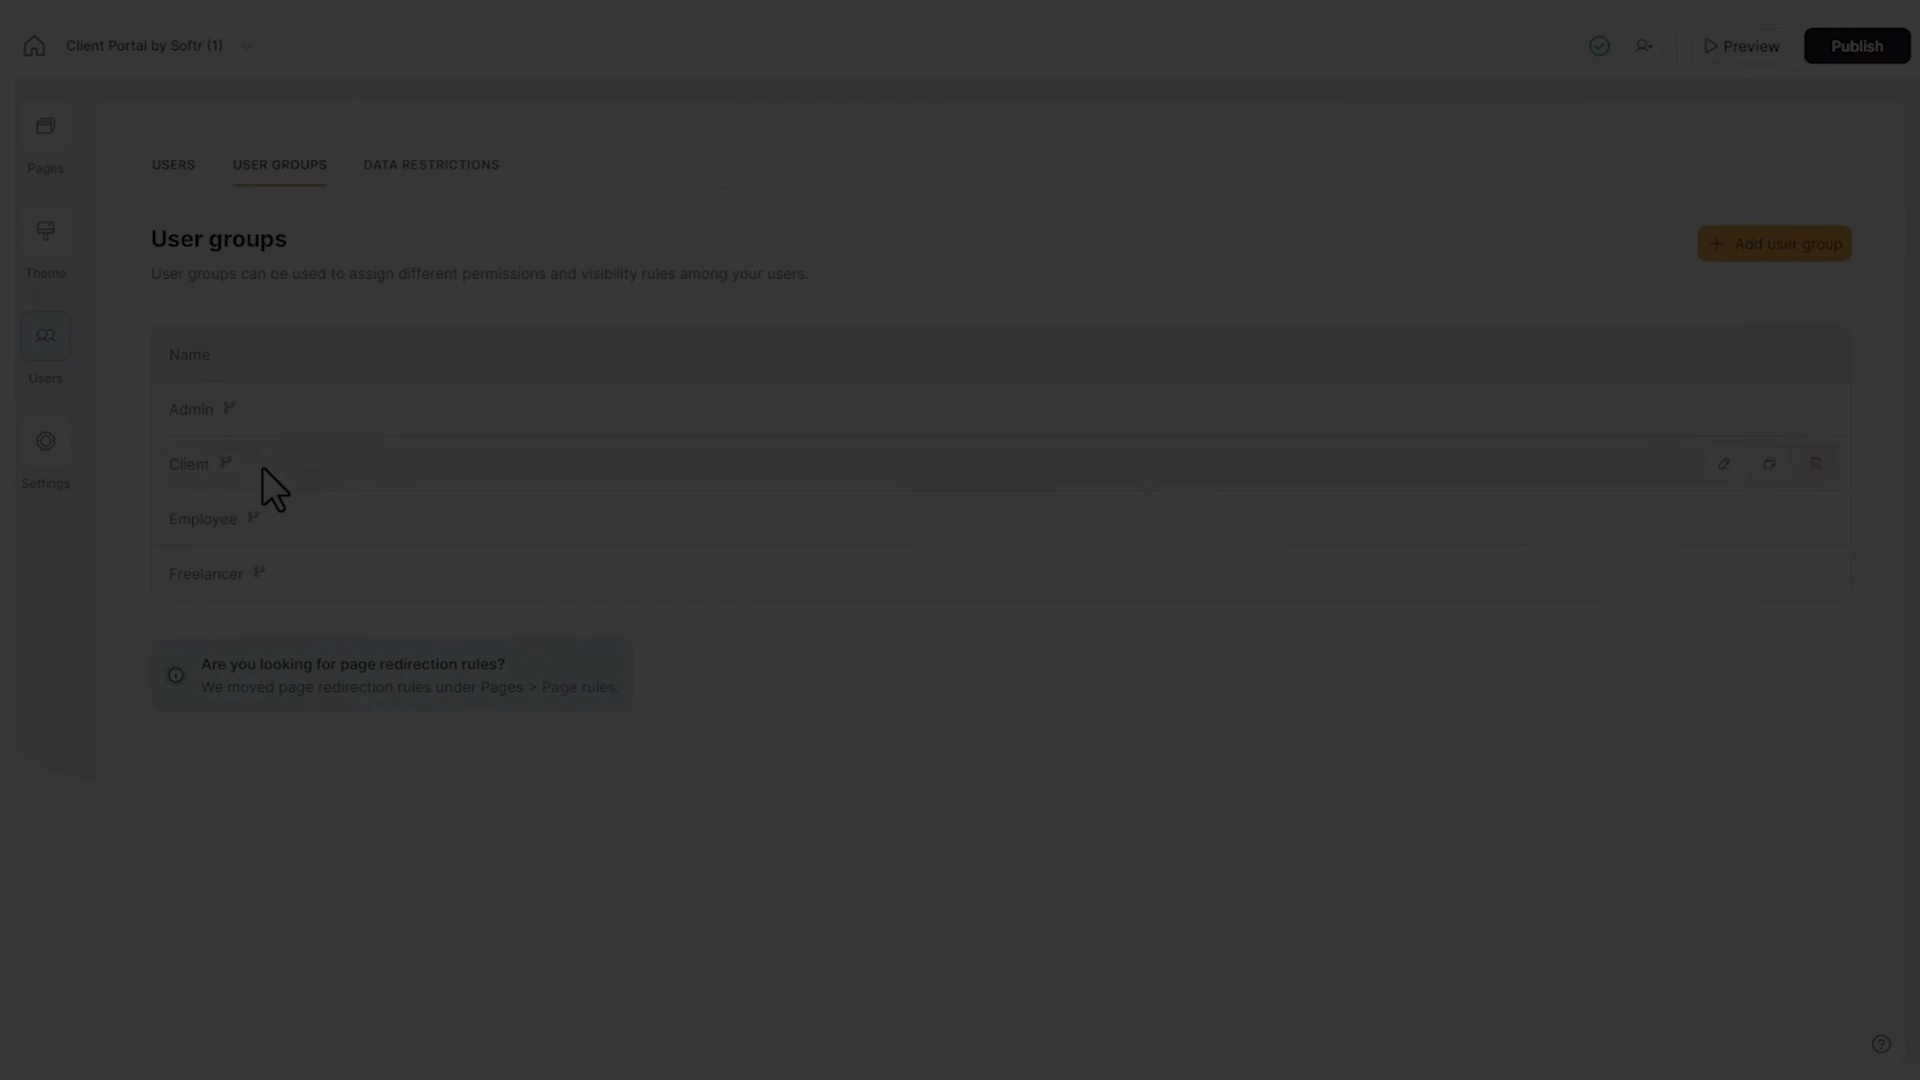 Client Portal by Softr (1)
Preview
Publish
Pages
Theme
Users
Settings
USERS
USER GROUPS
DATA RESTRICTIONS
User groups
User groups can be used to assign different permissions and visibility rules among your users.
+ Add user group
Name
Admin
Client
Employee
Freelancer
Are you looking for page redirection rules?
We moved page redirection rules under Pages > Page rules.